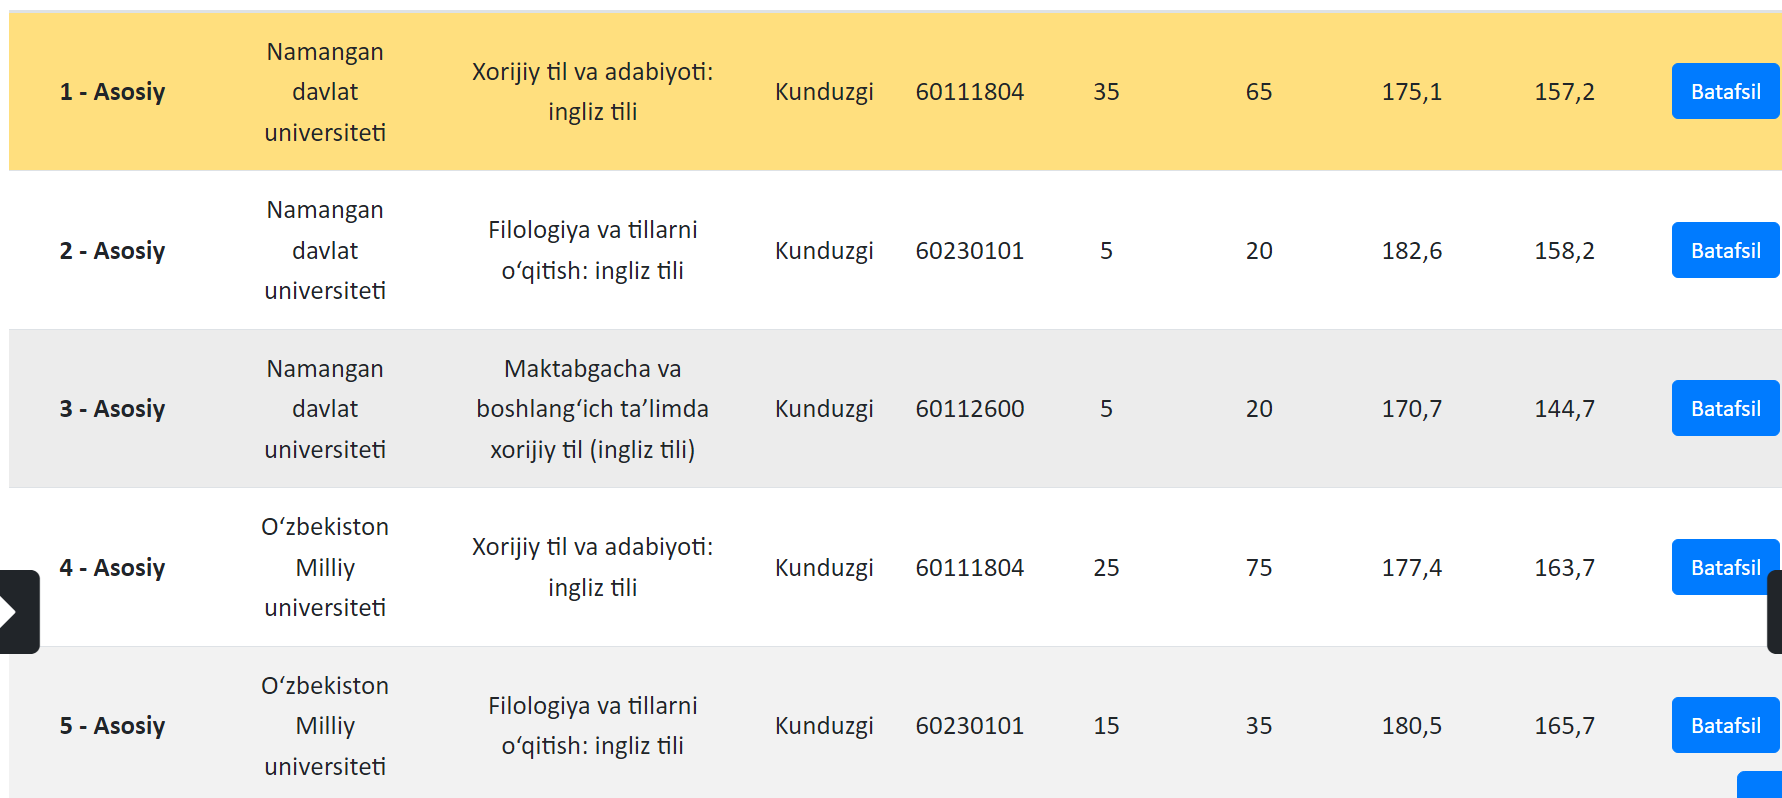 1 - Asosiy
Namangan
davlat
universiteti
Xorijiy til va adabiyoti:
ingliz tili
Kunduzgi
60111804
35
65
175,1
157,2
Batafsil
2 - Asosiy
Namangan
davlat
universiteti
Filologiya va tillarni
o‘qitish: ingliz tili
Kunduzgi
60230101
5
20
182,6
158,2
Batafsil
3 - Asosiy
Namangan
davlat
universiteti
Maktabgacha va
boshlang‘ich ta’limda
xorijiy til (ingliz tili)
Kunduzgi
60112600
5
20
170,7
144,7
Batafsil
4 - Asosiy
O‘zbekiston
Milliy
universiteti
Xorijiy til va adabiyoti:
ingliz tili
Kunduzgi
60111804
25
75
177,4
163,7
Batafsil
5 - Asosiy
O‘zbekiston
Milliy
universiteti
Filologiya va tillarni
o‘qitish: ingliz tili
Kunduzgi
60230101
15
35
180,5
165,7
Batafsil